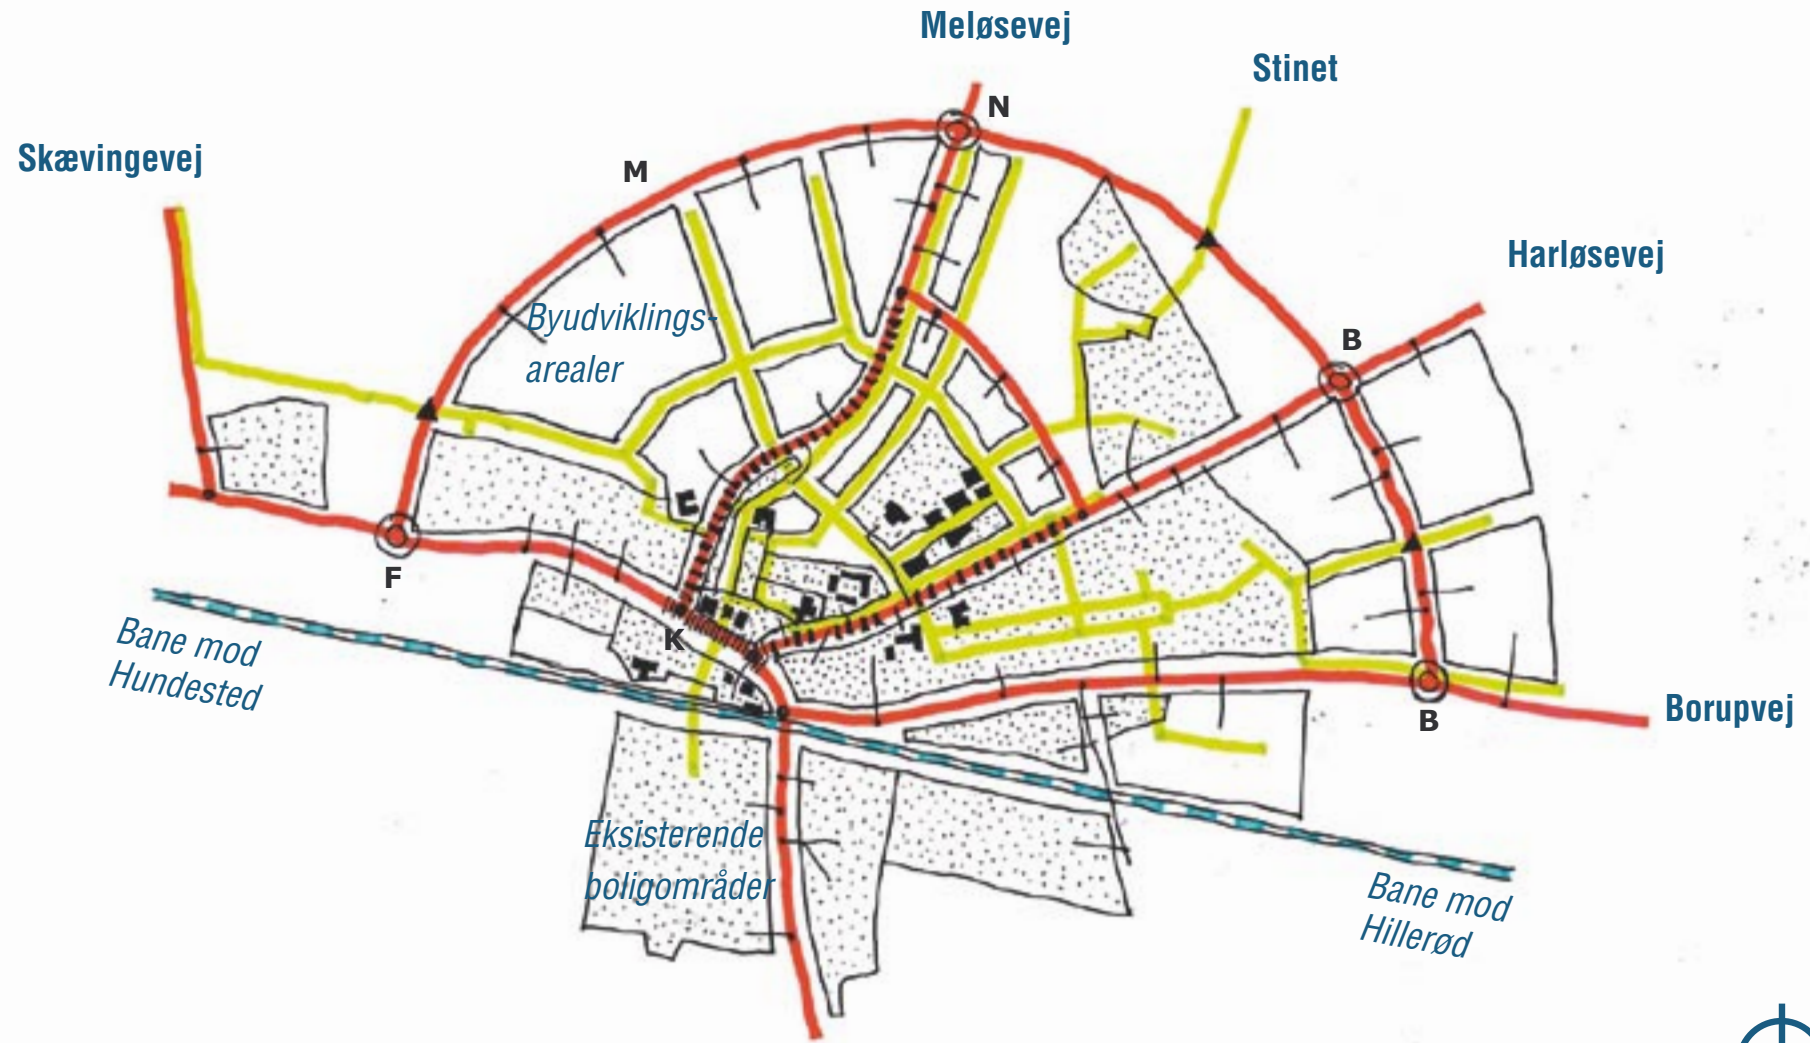 Meløsevej
Stinet
N
Skævingevej
M
Harløsevej
B
Byudviklings-
arealer
F
Bane mod
Hundested
K
Borupvej
B
Eksisterende
boligområder
Bane mod
Hillerød